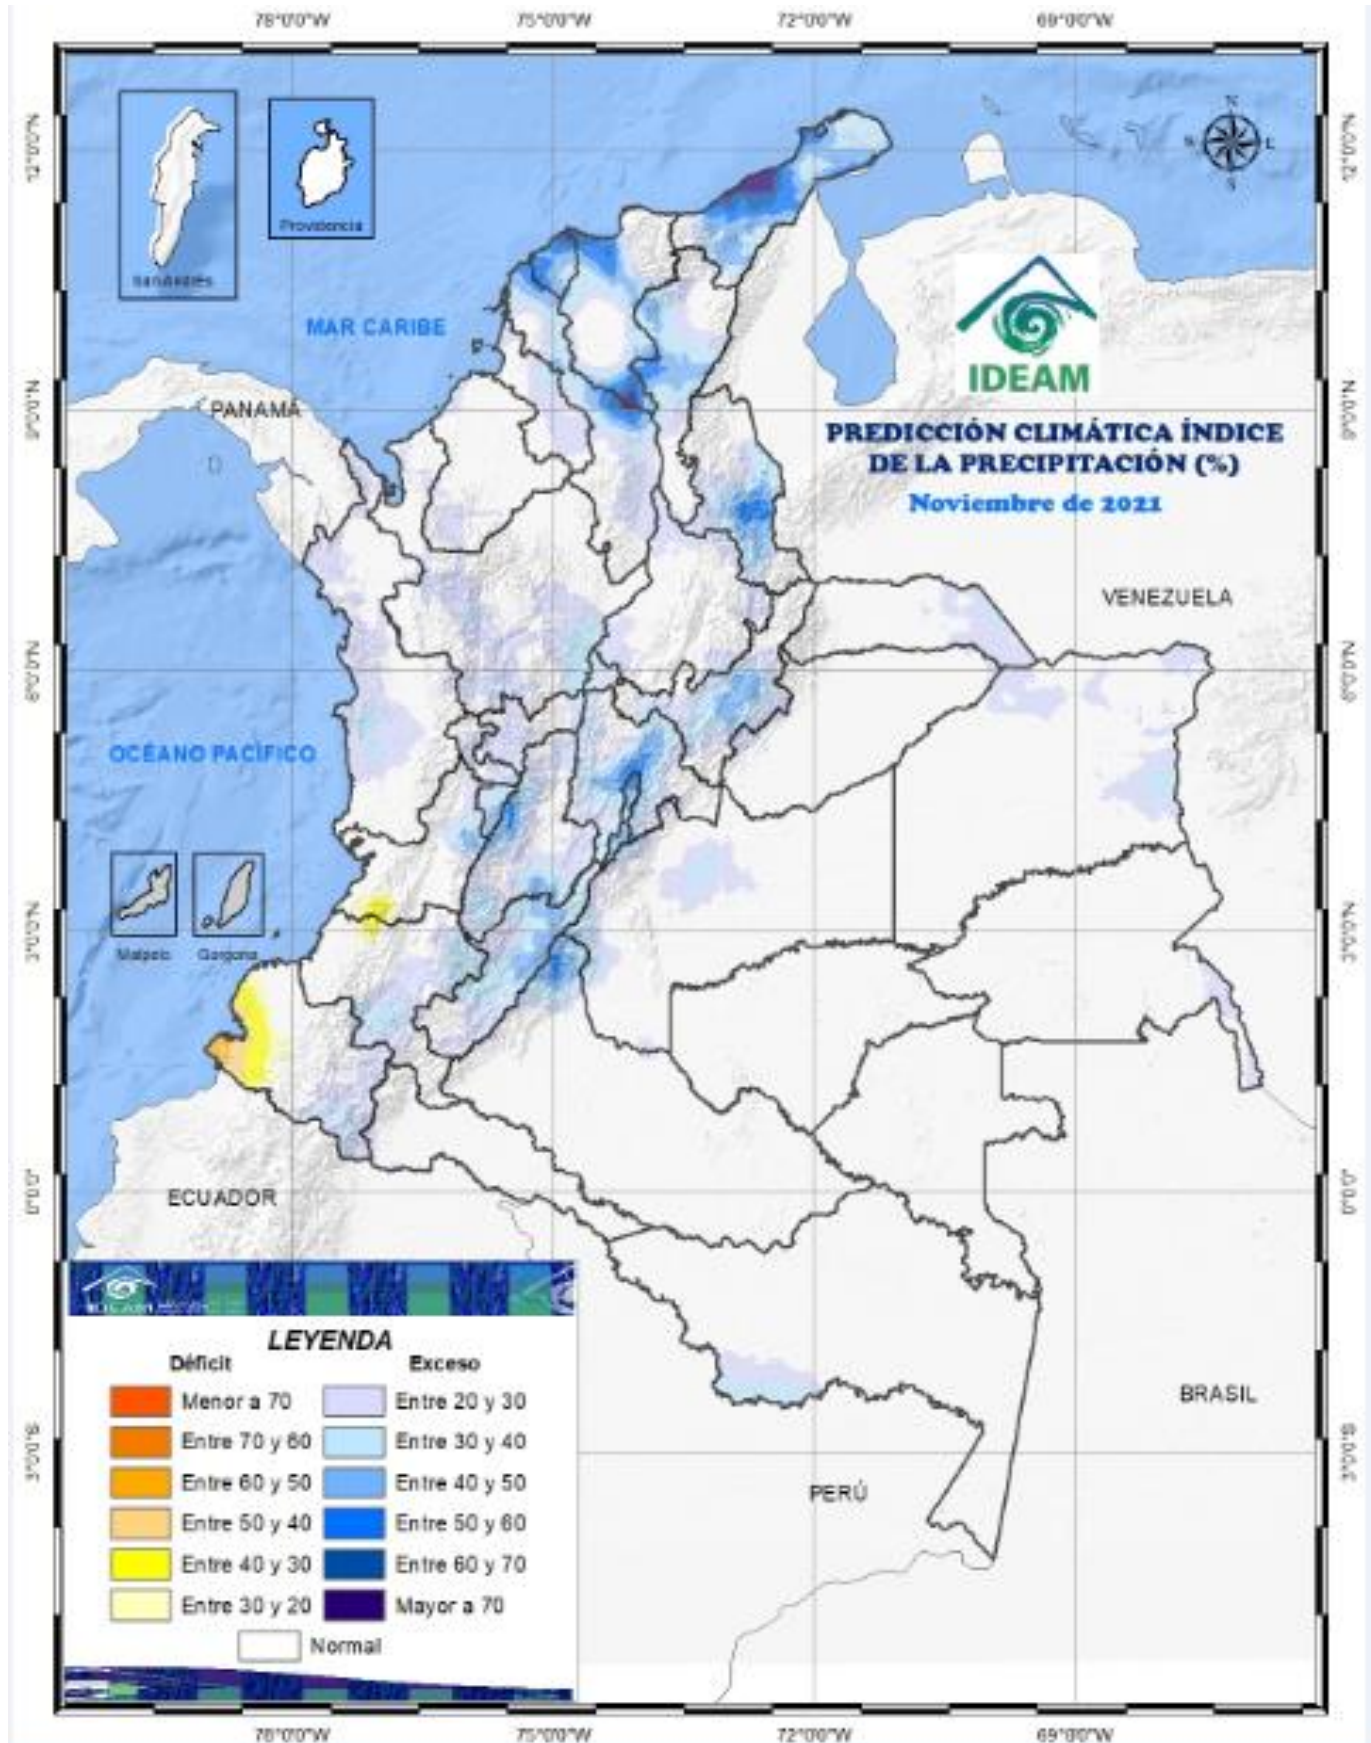 78°0'0"W 75°0'0"W 72°0'0"W 69°0'0"W
12°0'0"N
12°0'0"N
Providencia
San Andrés
MAR CARIBE
IDEAM
9°0'0"N
PANAMÁ
9°0'0"N
PREDICCIÓN CLIMÁTICA ÍNDICE
DE LA PRECIPITACIÓN (%)
Noviembre de 2021
VENEZUELA
6°0'0"N
6°0'0"N
OCÉANO PACÍFICO
3°0'0"N
3°0'0"N
Malpelo Gorgona
ECUADOR
0°0'0"
0°0'0"
IDEAM
LEYENDA
Déficit Exceso
Menor a 70 Entre 20 y 30
Entre 70 y 60 Entre 30 y 40
Entre 60 y 50 Entre 40 y 50
Entre 50 y 40 Entre 50 y 60
Entre 40 y 30 Entre 60 y 70
Entre 30 y 20 Mayor a 70
Normal
BRASIL
PERÚ
3°0'0"S
3°0'0"S
78°0'0"W 75°0'0"W 72°0'0"W 69°0'0"W